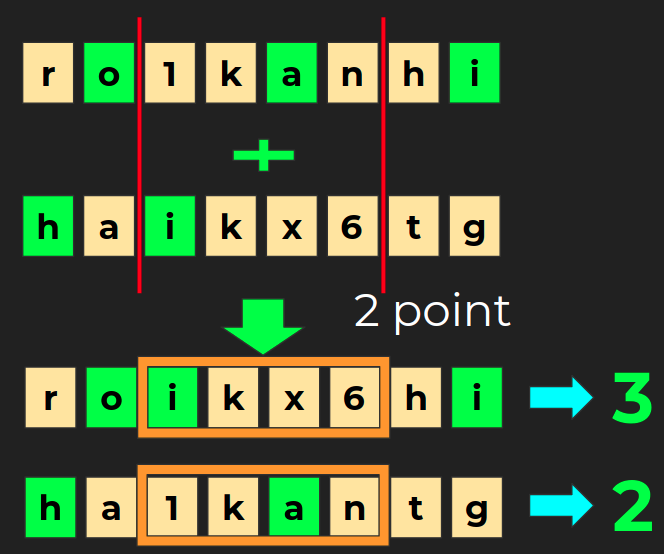 r o 1 k a n h i
+
h a i k x 6 t g
2 point
r o i k x 6 h i 3
h a 1 k a n t g 2